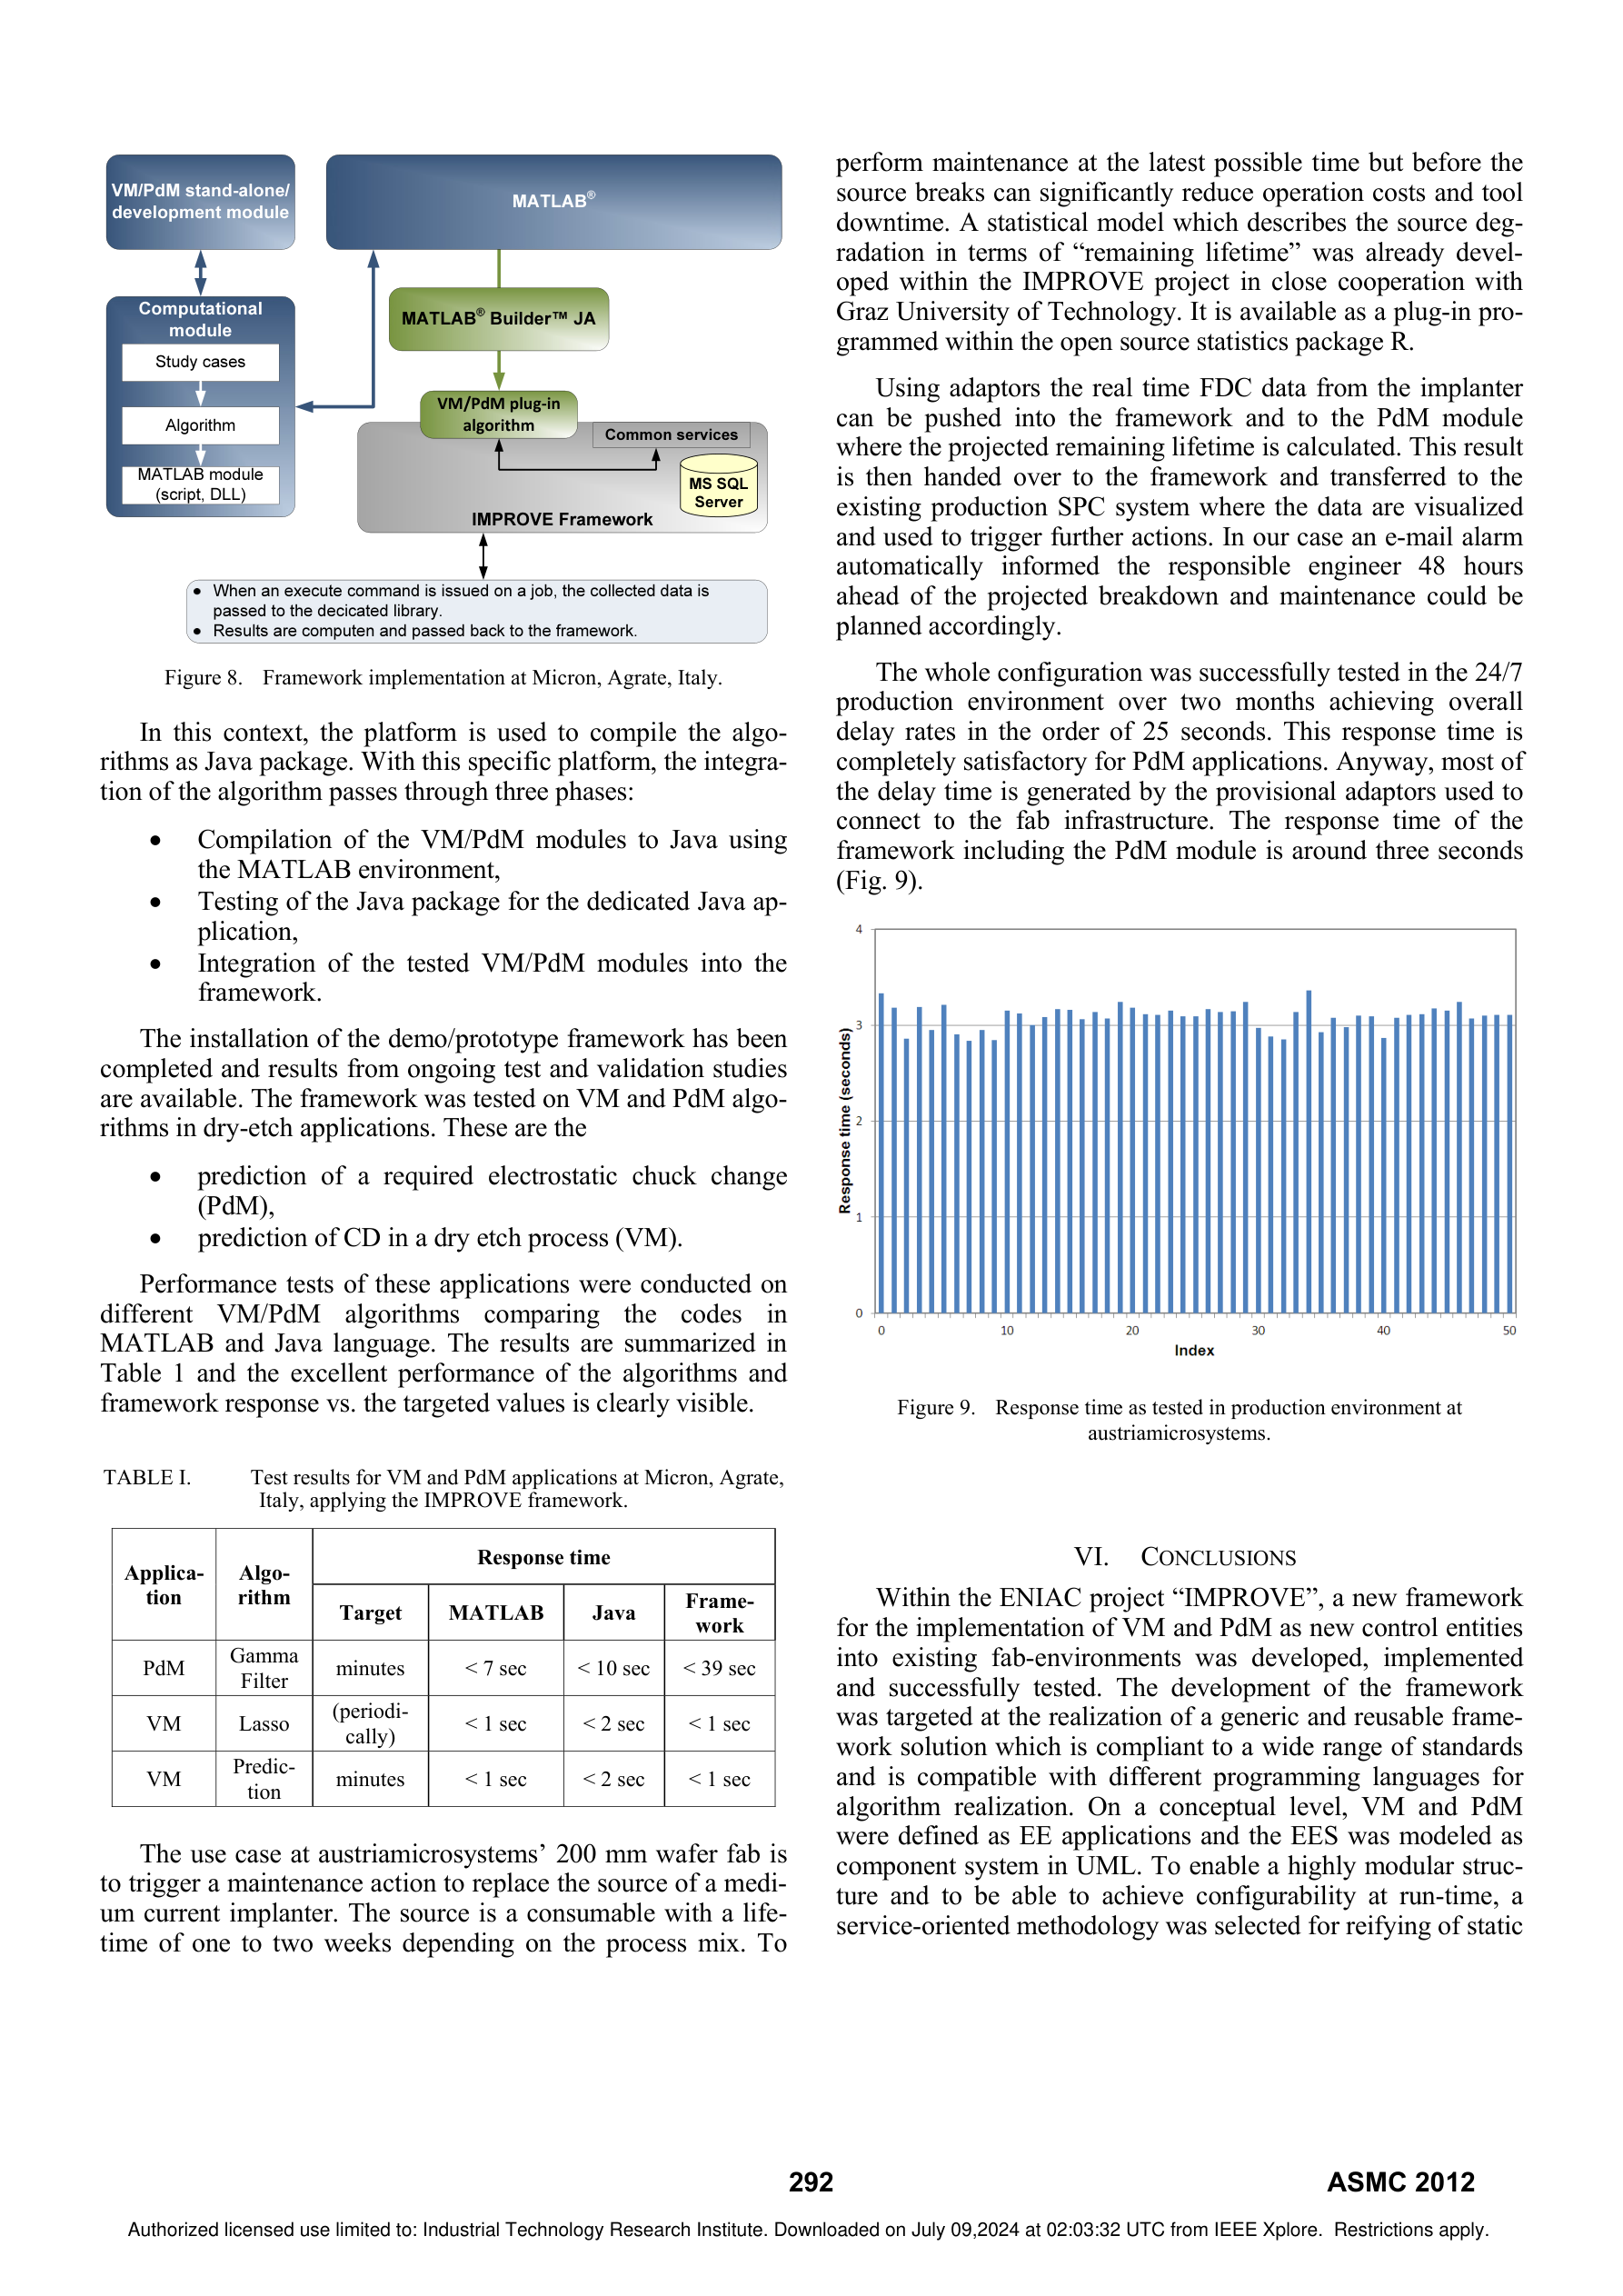 VM/PdM stand-alone/
development module
MATLAB®
Computational
module
Study cases
Algorithm
MATLAB module
(script, DLL)
MATLAB® Builder™ JA
VM/PdM plug-in
algorithm
Common services
MS SQL
Server
IMPROVE Framework
• When an execute command is issued on a job, the collected data is
passed to the decicated library.
• Results are computen and passed back to the framework.
Figure 8. Framework implementation at Micron, Agrate, Italy.
In this context, the platform is used to compile the algo-
rithms as Java package. With this specific platform, the integra-
tion of the algorithm passes through three phases:
• Compilation of the VM/PdM modules to Java using
the MATLAB environment,
• Testing of the Java package for the dedicated Java ap-
plication,
• Integration of the tested VM/PdM modules into the
framework.
The installation of the demo/prototype framework has been
completed and results from ongoing test and validation studies
are available. The framework was tested on VM and PdM algo-
rithms in dry-etch applications. These are the
• prediction of a required electrostatic chuck change
(PdM),
• prediction of CD in a dry etch process (VM).
Performance tests of these applications were conducted on
different VM/PdM algorithms comparing the codes in
MATLAB and Java language. The results are summarized in
Table 1 and the excellent performance of the algorithms and
framework response vs. the targeted values is clearly visible.
TABLE I. Test results for VM and PdM applications at Micron, Agrate,
Italy, applying the IMPROVE framework.
Applica-
tion
Algo-
rithm
Response time
Target MATLAB Java Frame-
work
PdM Gamma
Filter minutes < 7 sec < 10 sec < 39 sec
VM Lasso (periodi-
cally) < 1 sec < 2 sec < 1 sec
VM Predic-
tion minutes < 1 sec < 2 sec < 1 sec
The use case at austriamicrosystems’ 200 mm wafer fab is
to trigger a maintenance action to replace the source of a medi-
um current implanter. The source is a consumable with a life-
time of one to two weeks depending on the process mix. To
perform maintenance at the latest possible time but before the
source breaks can significantly reduce operation costs and tool
downtime. A statistical model which describes the source deg-
radation in terms of “remaining lifetime” was already devel-
oped within the IMPROVE project in close cooperation with
Graz University of Technology. It is available as a plug-in pro-
grammed within the open source statistics package R.
Using adaptors the real time FDC data from the implanter
can be pushed into the framework and to the PdM module
where the projected remaining lifetime is calculated. This result
is then handed over to the framework and transferred to the
existing production SPC system where the data are visualized
and used to trigger further actions. In our case an e-mail alarm
automatically informed the responsible engineer 48 hours
ahead of the projected breakdown and maintenance could be
planned accordingly.
The whole configuration was successfully tested in the 24/7
production environment over two months achieving overall
delay rates in the order of 25 seconds. This response time is
completely satisfactory for PdM applications. Anyway, most of
the delay time is generated by the provisional adaptors used to
connect to the fab infrastructure. The response time of the
framework including the PdM module is around three seconds
(Fig. 9).
Response time (seconds)
4
3
2
1
0
0 10 20 30 40 50
Index
Figure 9. Response time as tested in production environment at
austriamicrosystems.
VI. CONCLUSIONS
Within the ENIAC project “IMPROVE”, a new framework
for the implementation of VM and PdM as new control entities
into existing fab-environments was developed, implemented
and successfully tested. The development of the framework
was targeted at the realization of a generic and reusable frame-
work solution which is compliant to a wide range of standards
and is compatible with different programming languages for
algorithm realization. On a conceptual level, VM and PdM
were defined as EE applications and the EES was modeled as
component system in UML. To enable a highly modular struc-
ture and to be able to achieve configurability at run-time, a
service-oriented methodology was selected for reifying of static
292
ASMC 2012
Authorized licensed use limited to: Industrial Technology Research Institute. Downloaded on July 09,2024 at 02:03:32 UTC from IEEE Xplore. Restrictions apply.